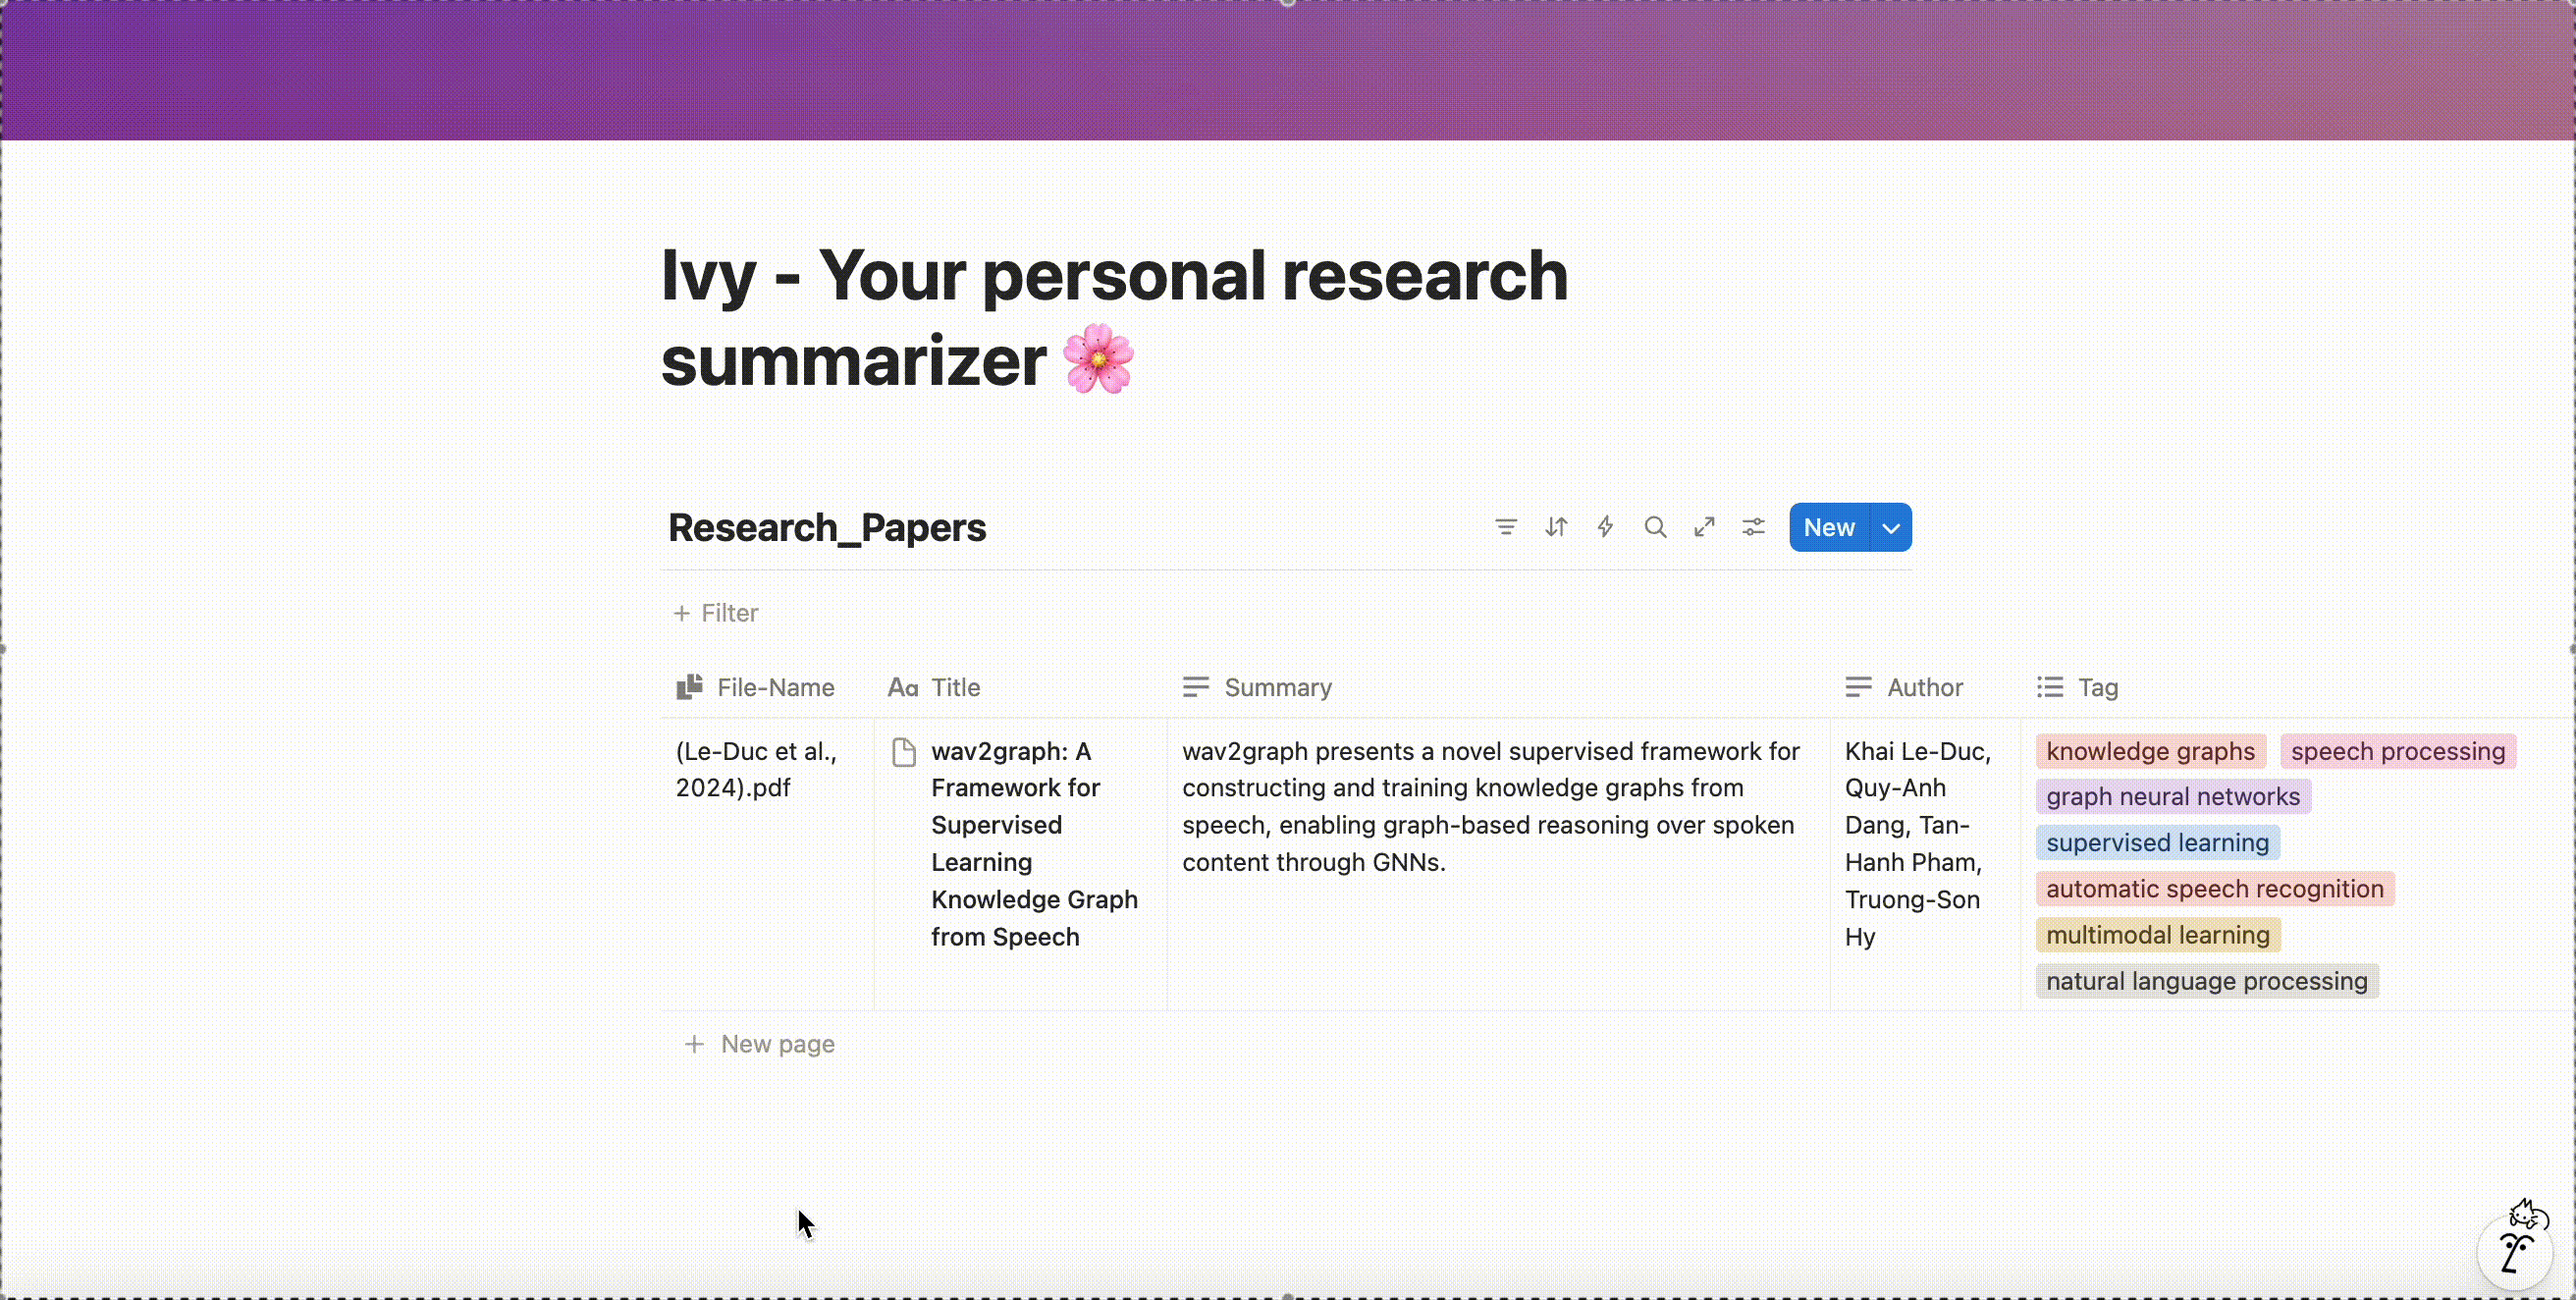 Ivy - Your personal research
summarizer 🌸
Research_Papers
New
+ Filter
File-Name
Aa Title
Summary
Author
Tag
(Le-Duc et al.,
2024).pdf
wav2graph: A
Framework for
Supervised
Learning
Knowledge Graph
from Speech
wav2graph presents a novel supervised framework for
constructing and training knowledge graphs from
speech, enabling graph-based reasoning over spoken
content through GNNs.
Khai Le-Duc,
Quy-Anh
Dang, Tan-
Hanh Pham,
Truong-Son
Hy
knowledge graphs speech processing
graph neural networks
supervised learning
automatic speech recognition
multimodal learning
natural language processing
+ New page